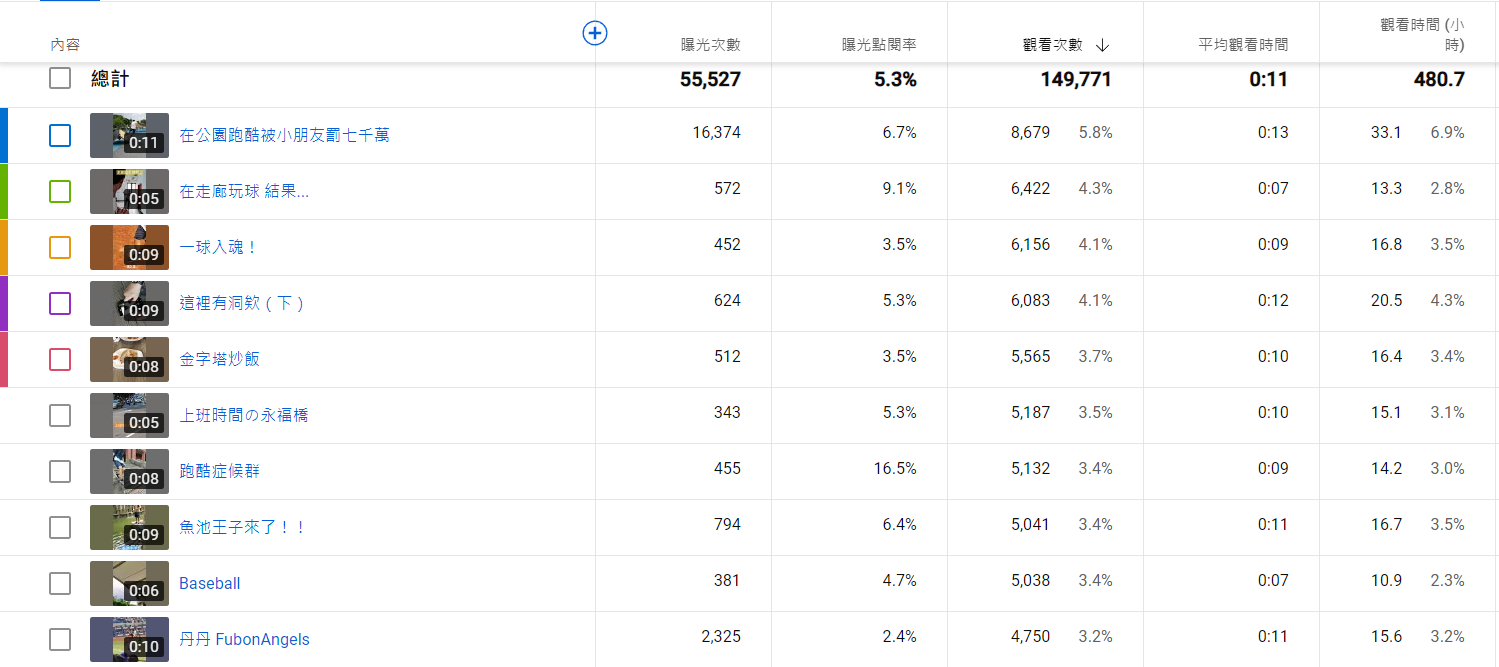 內容 曝光次數 曝光點閱率 觀看次數 ↓ 平均觀看時間 觀看時間 (小
時)
總計 55,527 5.3% 149,771 0:11 480.7
0:11 在公園跑酷被小朋友罰七千萬 16,374 6.7% 8,679 5.8% 0:13 33.1 6.9%
0:05 在走廊玩球 結果... 572 9.1% 6,422 4.3% 0:07 13.3 2.8%
0:09 一球入魂！ 452 3.5% 6,156 4.1% 0:09 16.8 3.5%
0:09 這裡有洞欸（下） 624 5.3% 6,083 4.1% 0:12 20.5 4.3%
0:08 金字塔炒飯 512 3.5% 5,565 3.7% 0:10 16.4 3.4%
0:05 上班時間の永福橋 343 5.3% 5,187 3.5% 0:10 15.1 3.1%
0:08 跑酷症候群 455 16.5% 5,132 3.4% 0:09 14.2 3.0%
0:09 魚池王子來了！！ 794 6.4% 5,041 3.4% 0:11 16.7 3.5%
0:06 Baseball 381 4.7% 5,038 3.4% 0:07 10.9 2.3%
0:10 丹丹 FubonAngels 2,325 2.4% 4,750 3.2% 0:11 15.6 3.2%